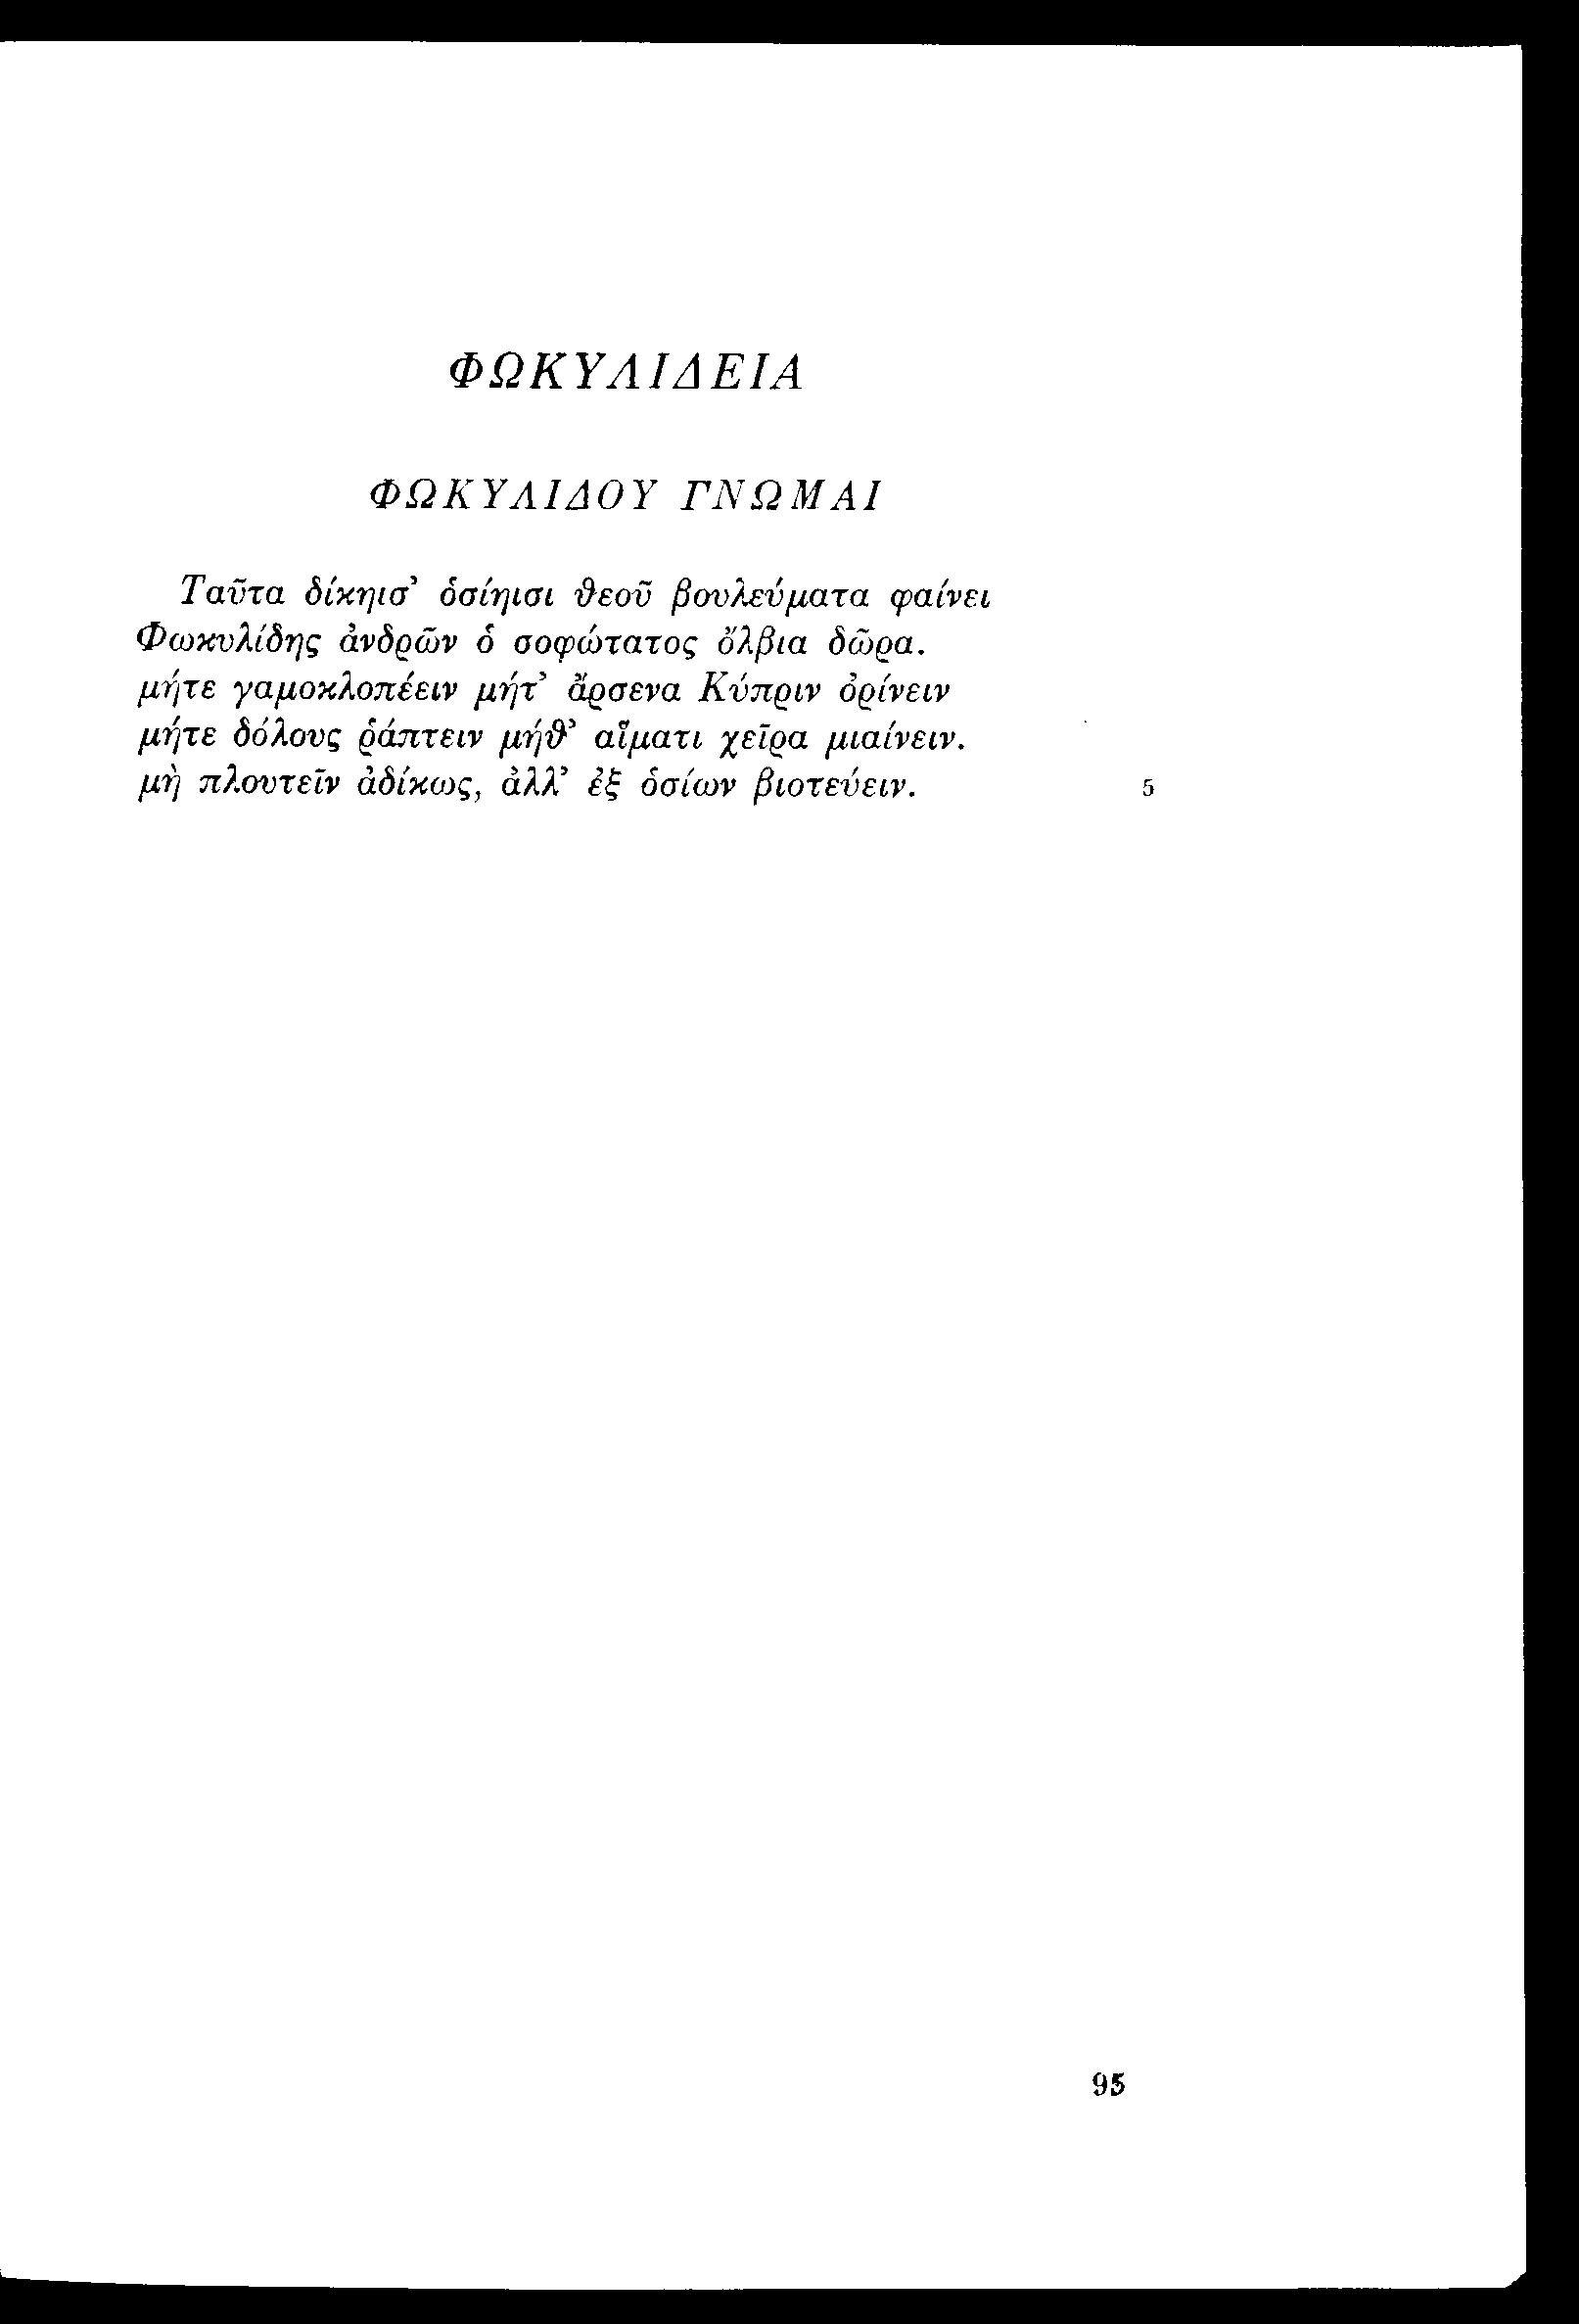 ΦΩΚΥΛΙΔΕΙΑ
ΦΩΚΥΛΙΔΟΥ ΓΝΩΜΑΙ
Ταῦτα δίκηισ’ ὁσίηισι θεοῦ βουλεύματα φαίνει
Φωκυλίδης ἀνδρῶν ὁ σοφώτατος ὄλβια δῶρα.
μήτε γαμοκλοπέειν μήτ’ ἄρσενα Κύπριν ὀρίνειν
μήτε δόλους ῥάπτειν μήθ’ αἵματι χεῖρα μιαίνειν.
μὴ πλουτεῖν ἀδίκως, ἀλλ’ ἐξ ὁσίων βιοτεύειν. 5
95